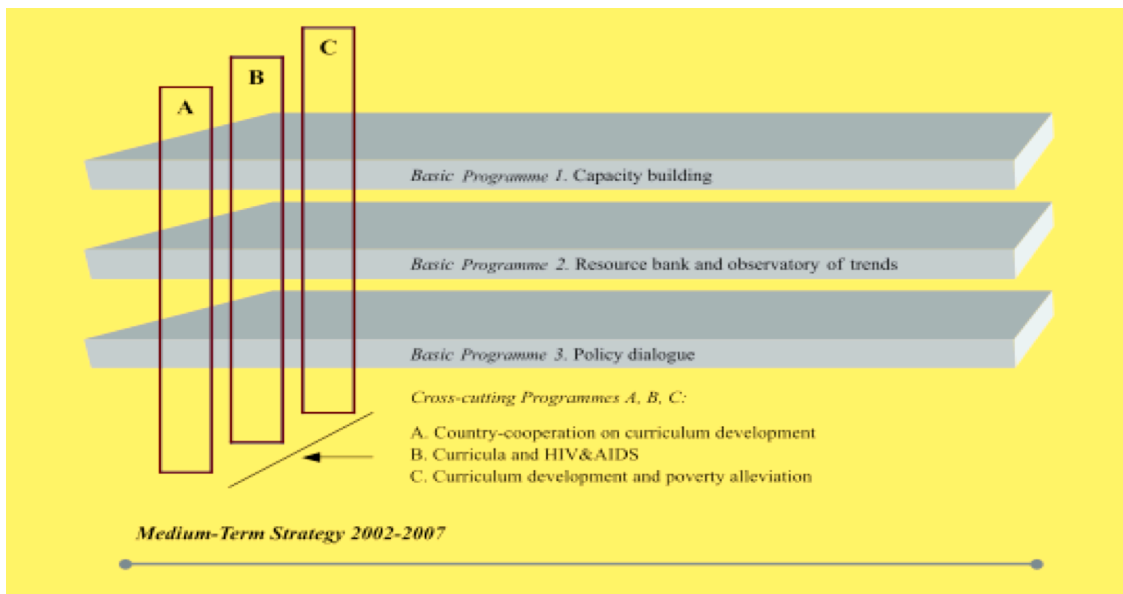 C
B
A
Basic Programme 1. Capacity building
Basic Programme 2. Resource bank and observatory of trends
Basic Programme 3. Policy dialogue
Cross-cutting Programmes A, B, C:
A. Country-cooperation on curriculum development
B. Curricula and HIV&AIDS
C. Curriculum development and poverty alleviation
Medium-Term Strategy 2002-2007